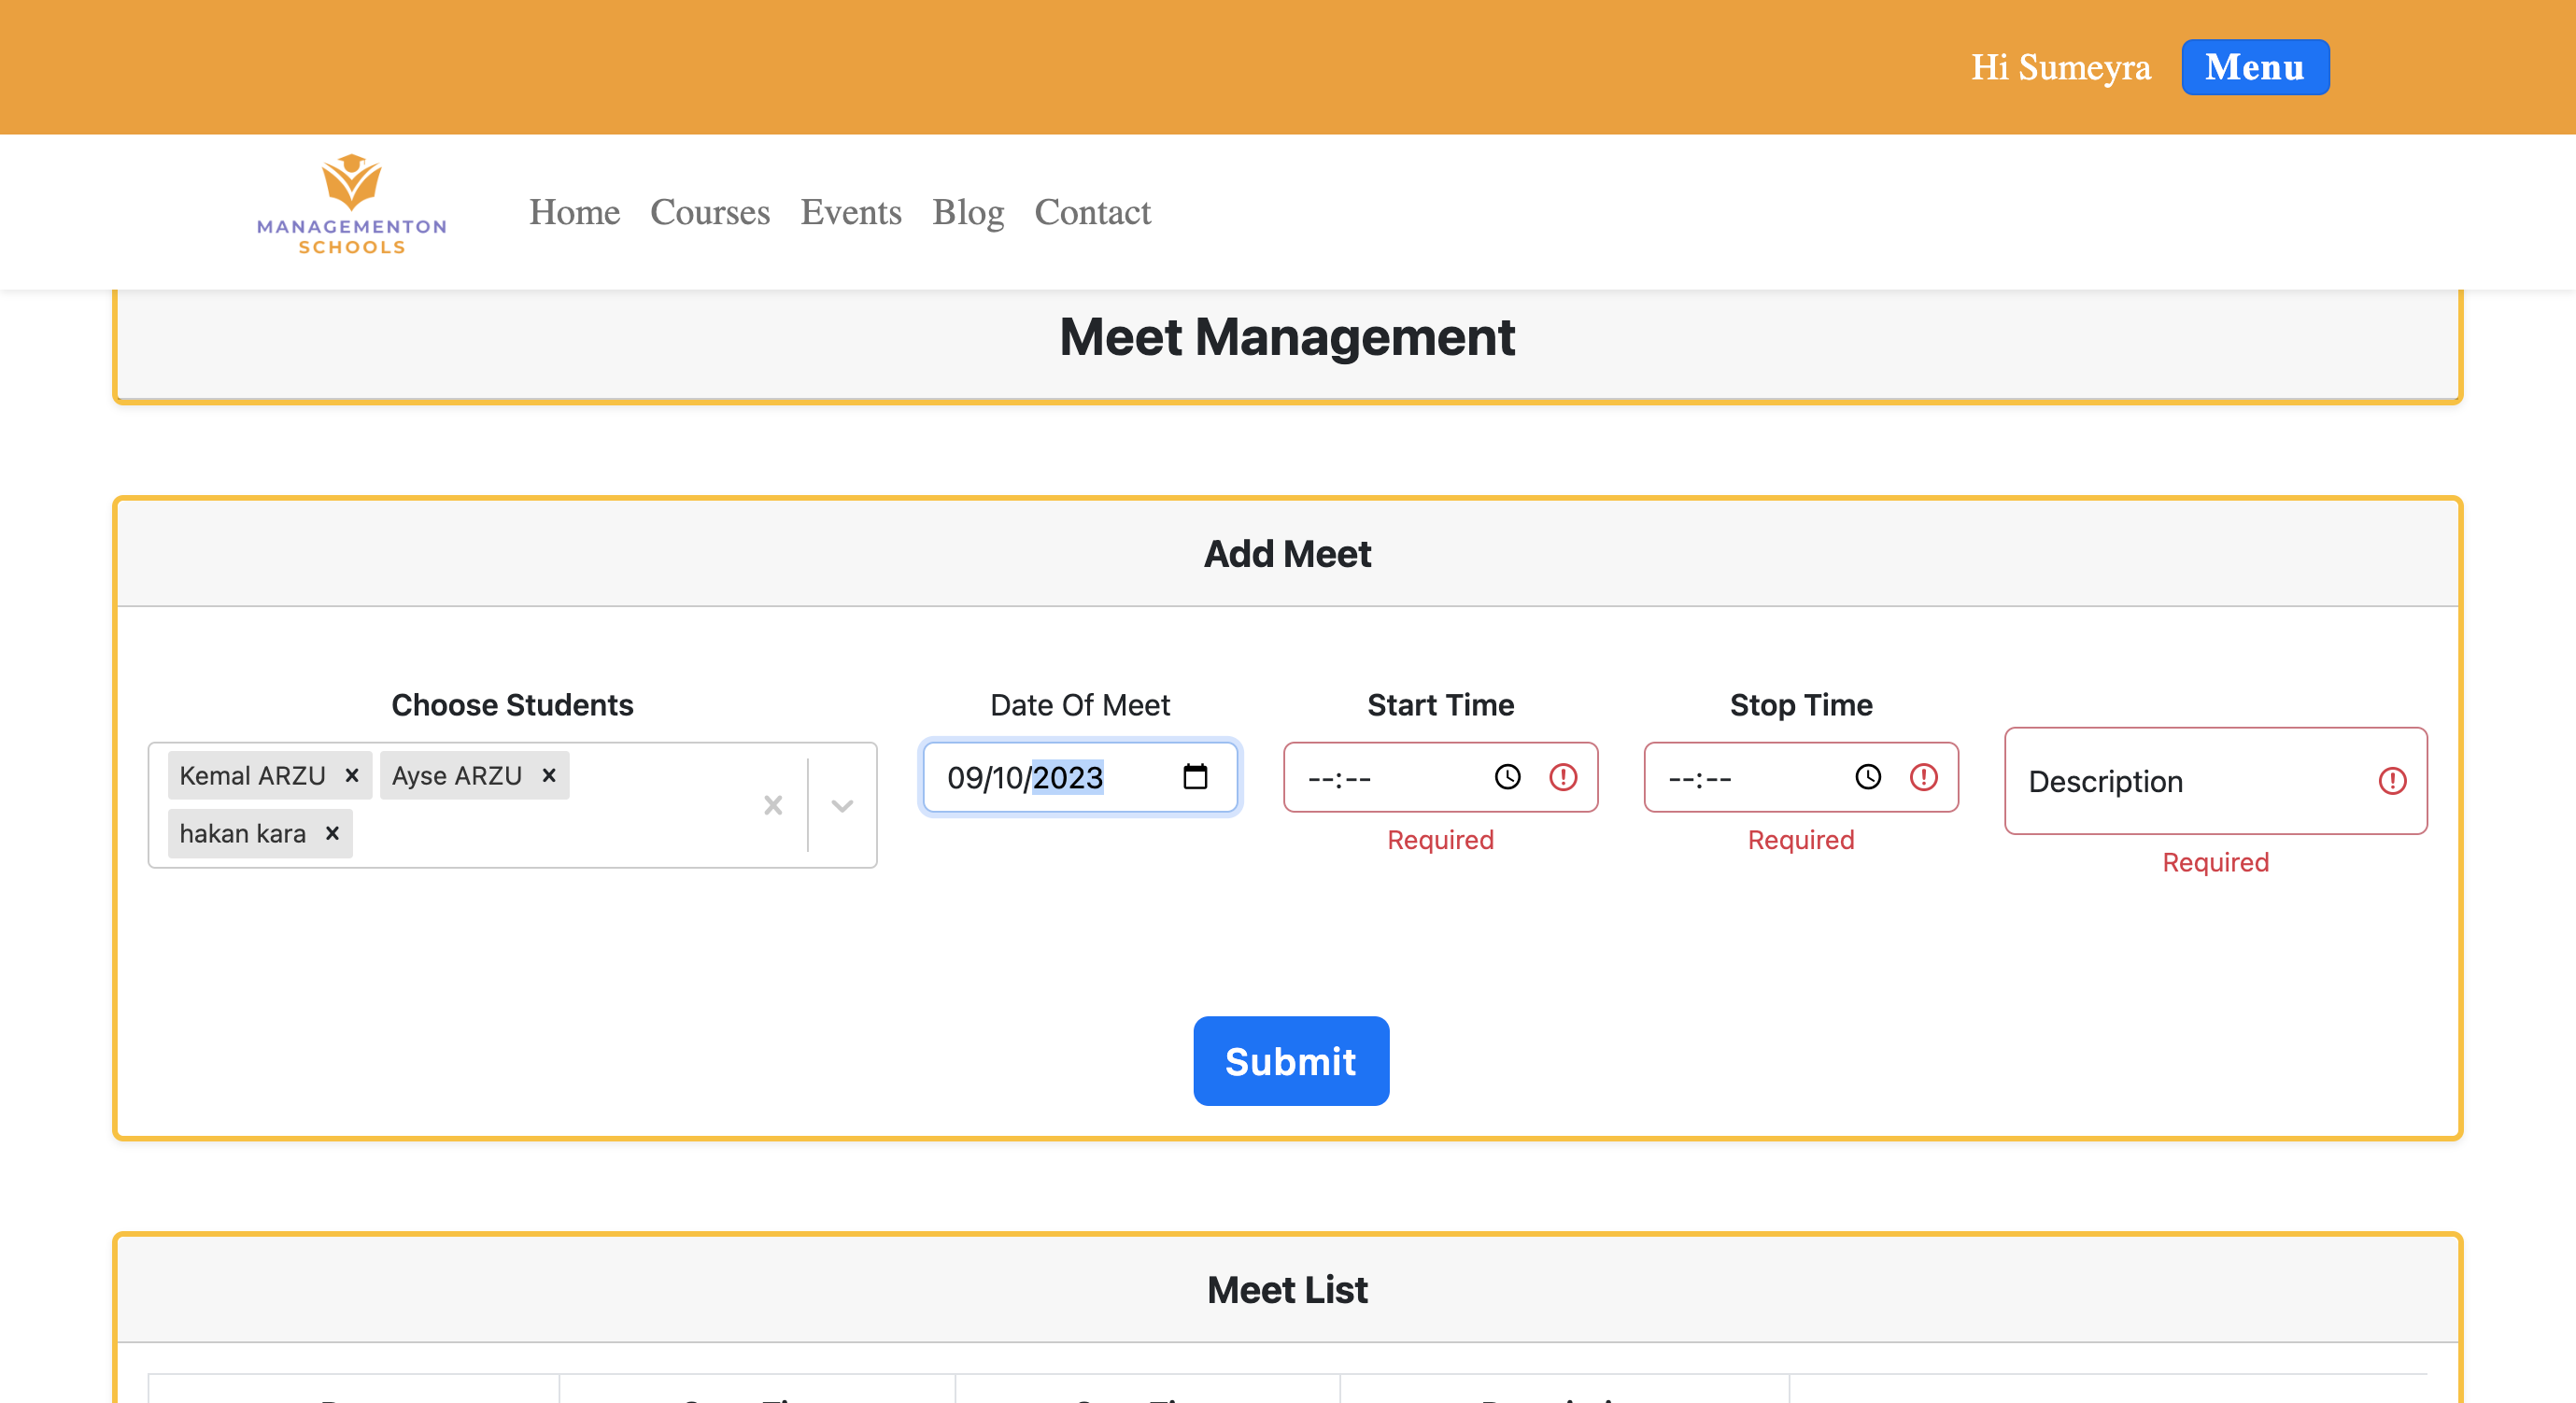 Hi Sumeyra Menu
MANAGEMENTON
SCHOOLS
Home Courses Events Blog Contact
Meet Management
Add Meet
Choose Students
Kemal ARZU × Ayse ARZU ×
hakan kara ×
Date Of Meet
09/10/2023
Start Time
--:--
Required
Stop Time
--:--
Required
Description
Required
Submit
Meet List